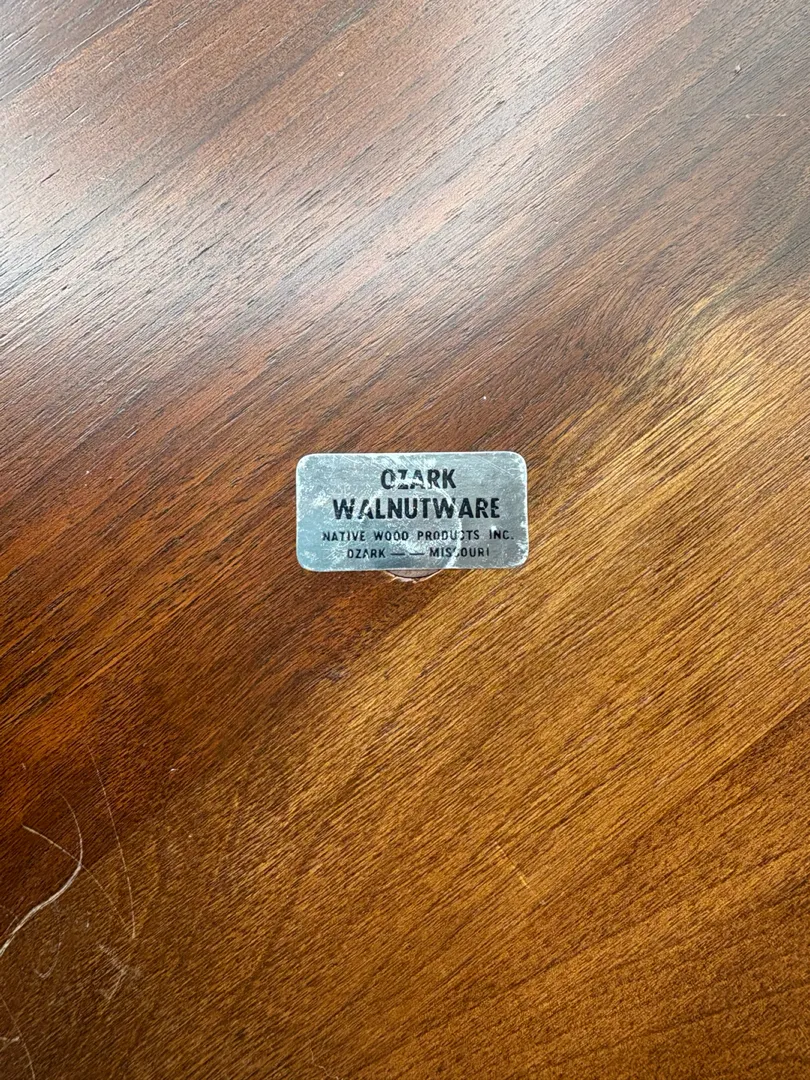 OZARK
WALNUTWARE
NATIVE WOOD PRODUCTS INC.
OZARK — — MISSOURI